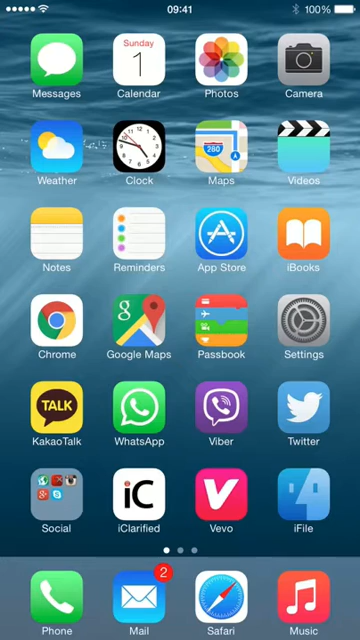 09:41 100%
Sunday
1
Messages Calendar Photos Camera
280
Weather Clock Maps Videos
Notes Reminders App Store iBooks
g
Chrome Google Maps Passbook Settings
TALK
KakaoTalk WhatsApp Viber Twitter
iC
Social iClarified Vevo iFile
2
Phone Mail Safari Music